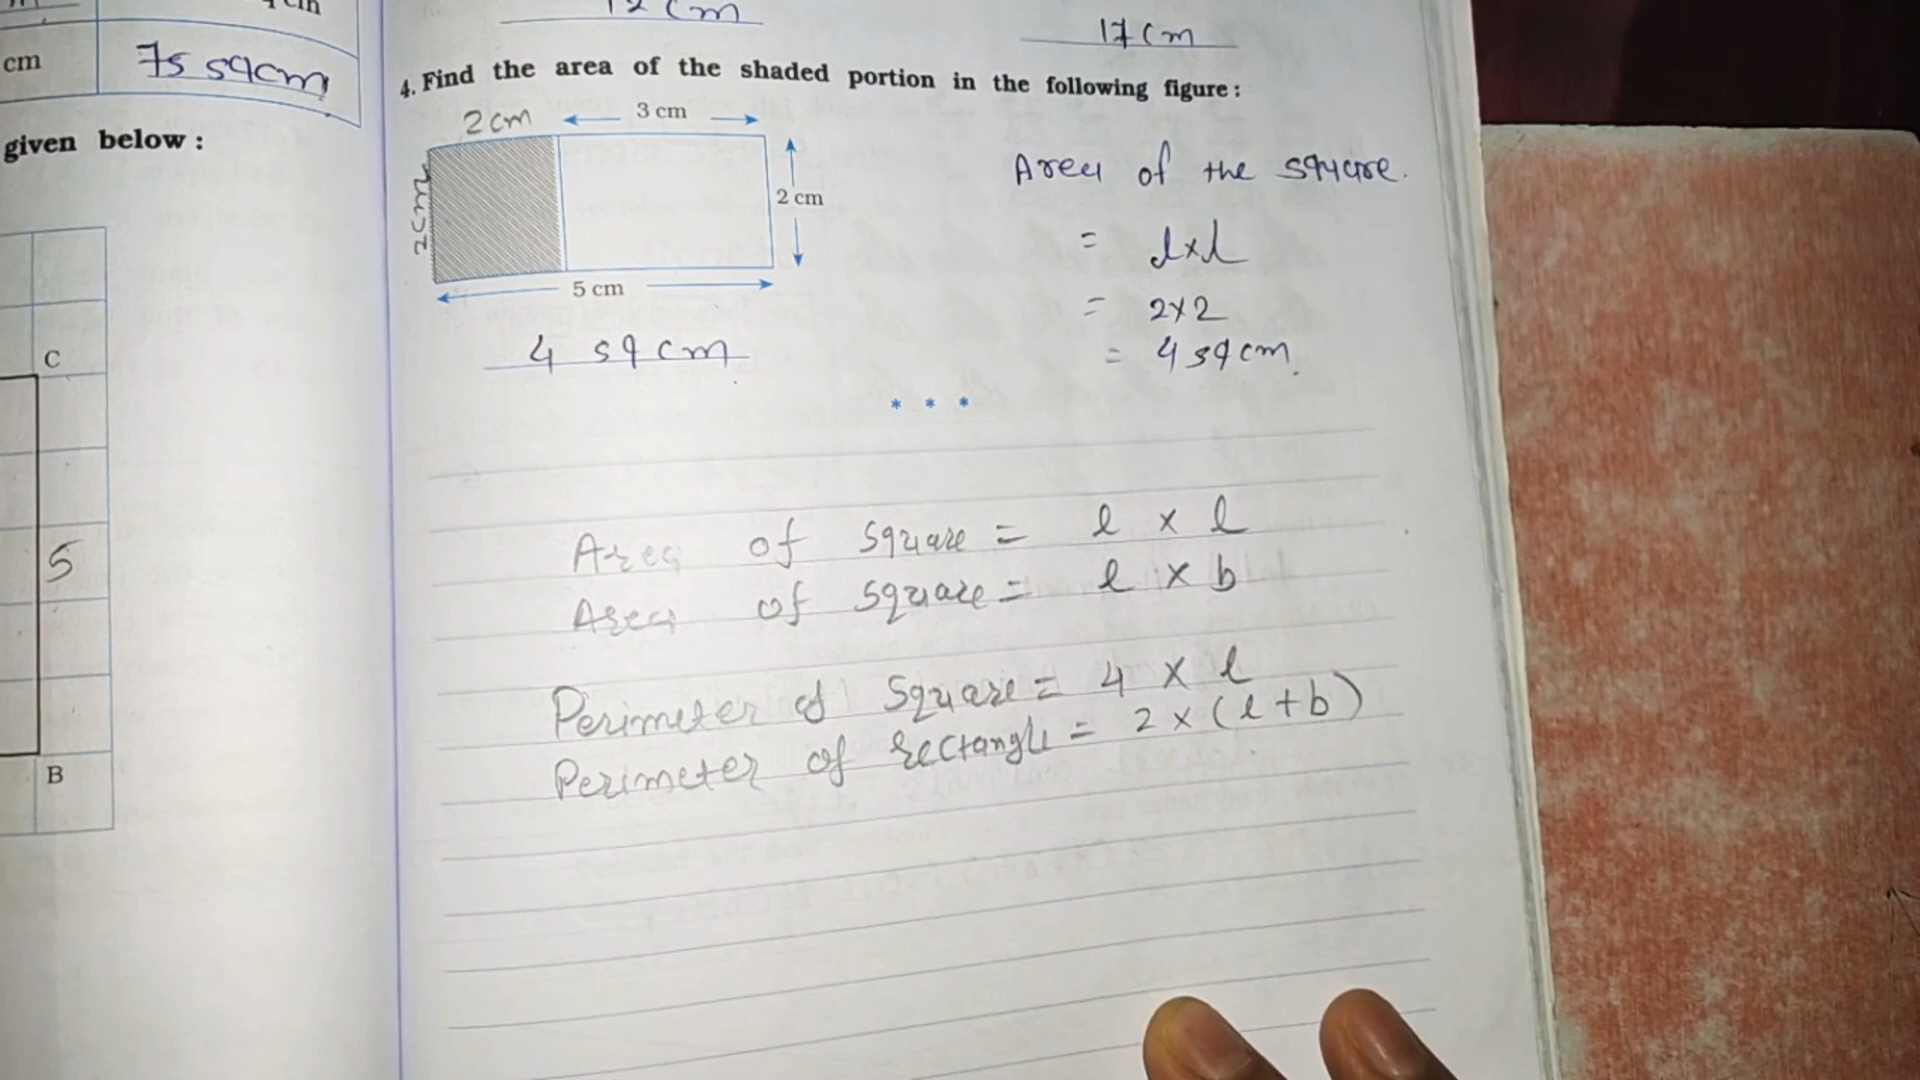 cm
75 sqcm
given below :
C
5
B
12 cm
17 cm
4. Find the area of the shaded portion in the following figure :
2 cm
3 cm
2 cm
2 cm
5 cm
4 sq cm
Area of the square.
= l x l
= 2 x 2
= 4 sq cm.
* * *
Area of square = l x l
Area of square = l x b
Perimeter of Square = 4 x l
Perimeter of rectangle = 2 x (l + b)